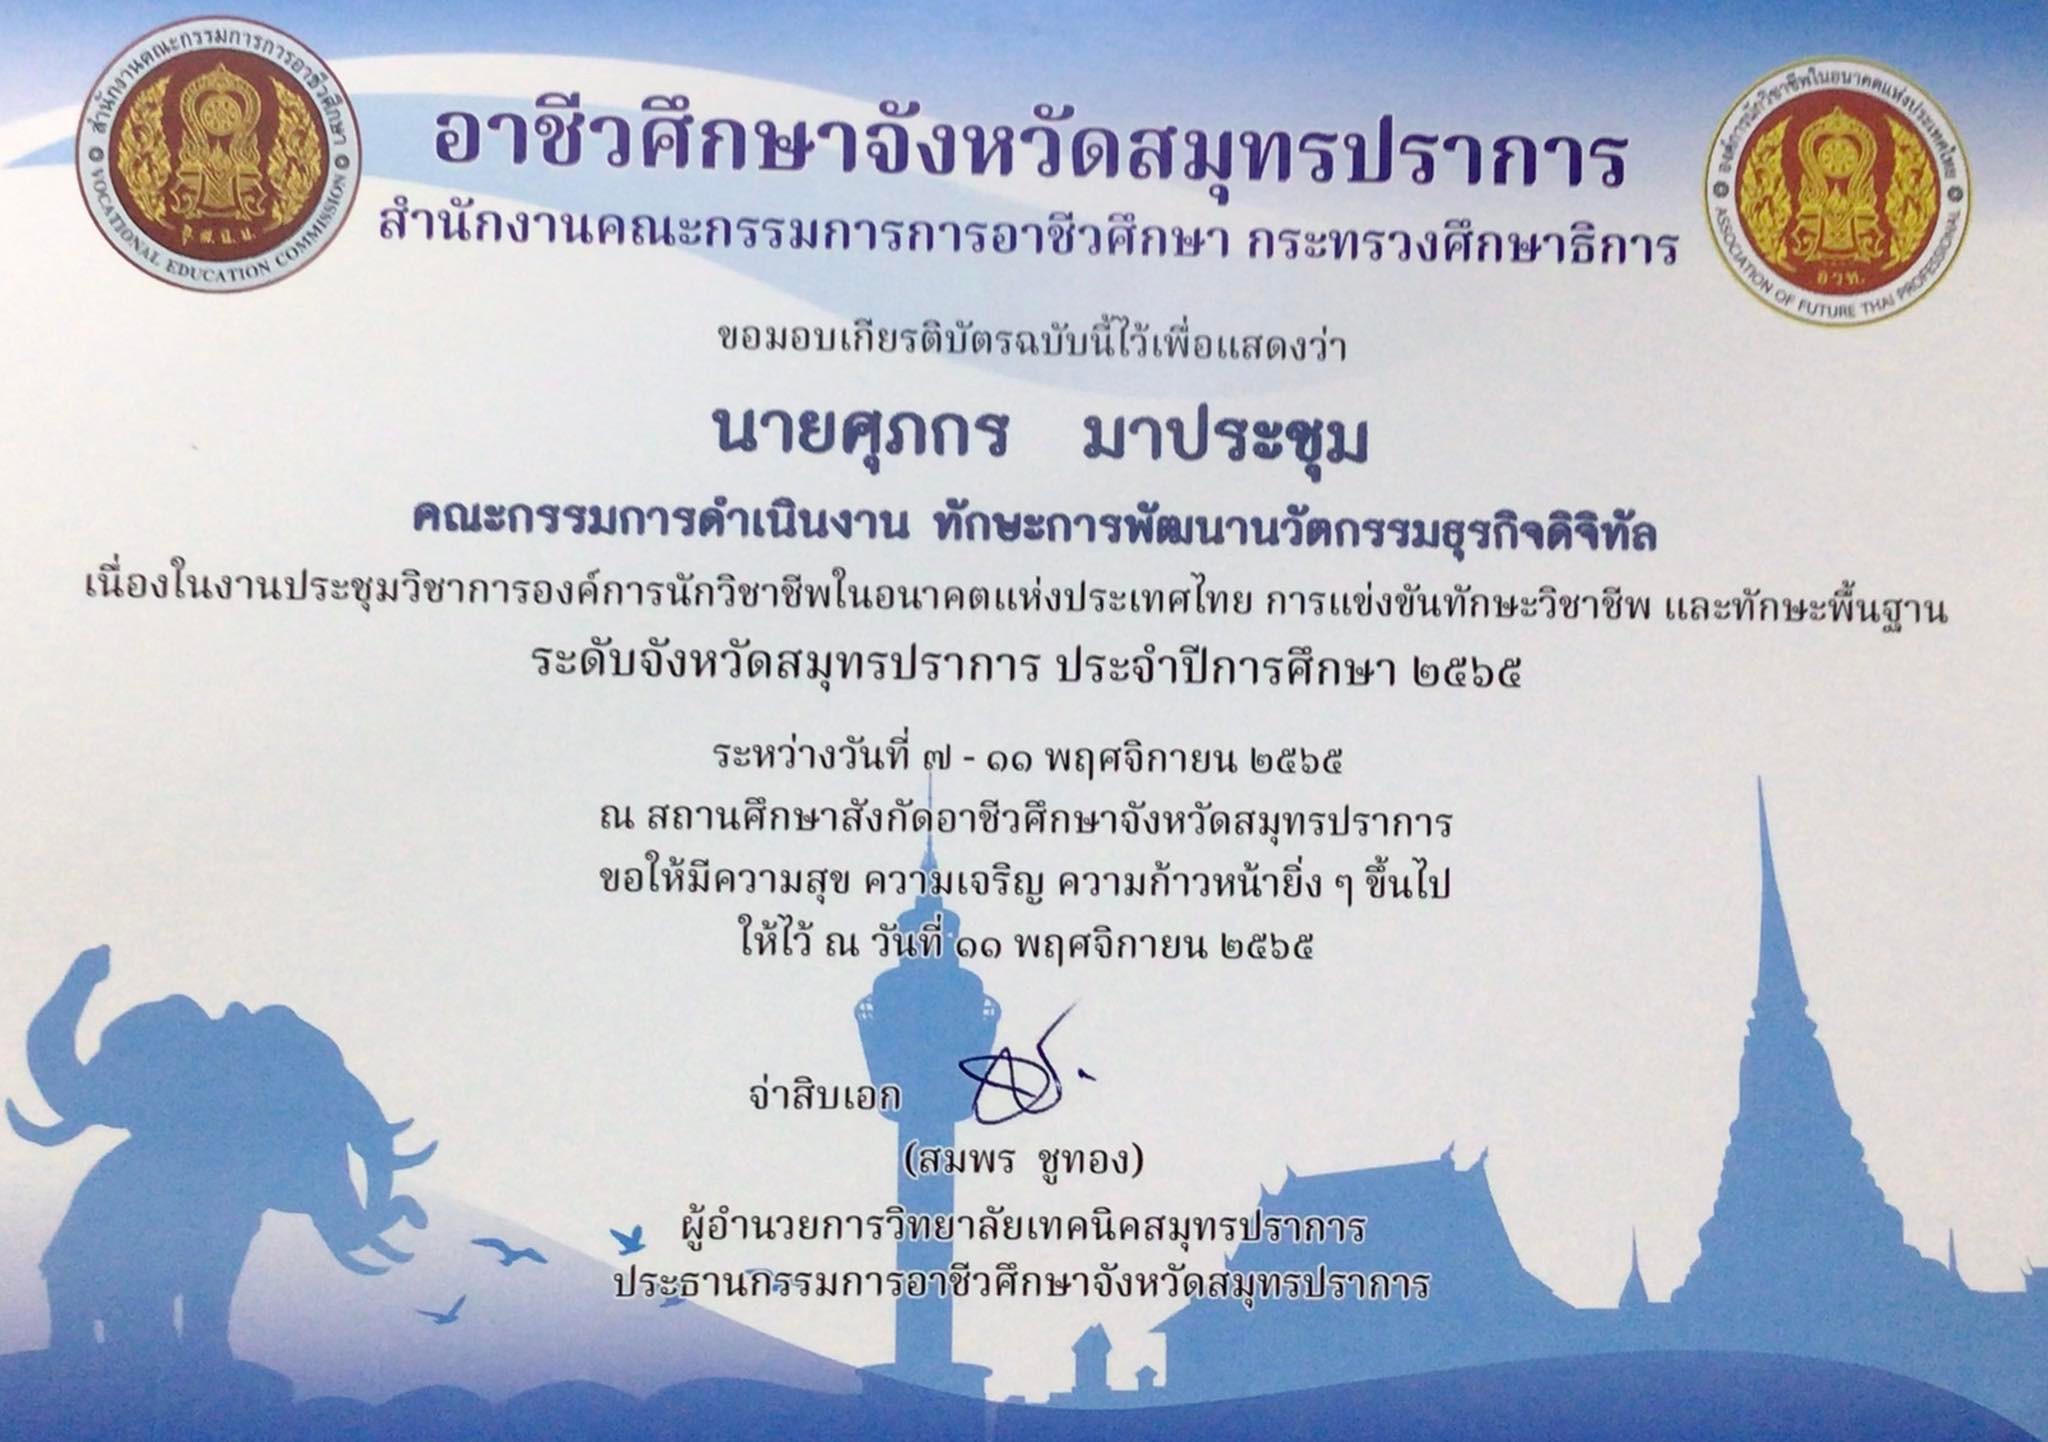 สำนักงานคณะกรรมการการอาชีวศึกษา
VOCATIONAL EDUCATION COMMISSION
องค์การนักวิชาชีพในอนาคตแห่งประเทศไทย
อวท.
ASSOCIATION OF FUTURE THAI PROFESSIONAL
อาชีวศึกษาจังหวัดสมุทรปราการ
สำนักงานคณะกรรมการการอาชีวศึกษา กระทรวงศึกษาธิการ
ขอมอบเกียรติบัตรฉบับนี้ไว้เพื่อแสดงว่า
นายศุภกร มาประชุม
คณะกรรมการดำเนินงาน ทักษะการพัฒนานวัตกรรมธุรกิจดิจิทัล
เนื่องในงานประชุมวิชาการองค์การนักวิชาชีพในอนาคตแห่งประเทศไทย การแข่งขันทักษะวิชาชีพ และทักษะพื้นฐาน
ระดับจังหวัดสมุทรปราการ ประจำปีการศึกษา ๒๕๖๕
ระหว่างวันที่ ๗ - ๑๑ พฤศจิกายน ๒๕๖๕
ณ สถานศึกษาสังกัดอาชีวศึกษาจังหวัดสมุทรปราการ
ขอให้มีความสุข ความเจริญ ความก้าวหน้ายิ่ง ๆ ขึ้นไป
ให้ไว้ ณ วันที่ ๑๑ พฤศจิกายน ๒๕๖๕
จ่าสิบเอก
(สมพร ชูทอง)
ผู้อำนวยการวิทยาลัยเทคนิคสมุทรปราการ
ประธานกรรมการอาชีวศึกษาจังหวัดสมุทรปราการ